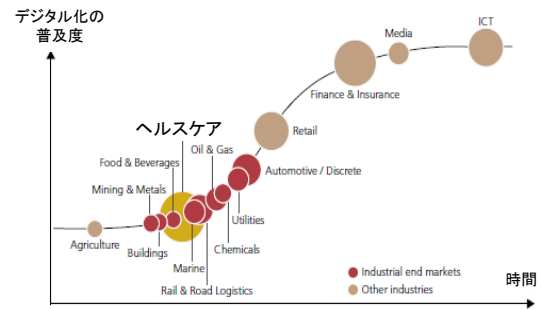 デジタル化の
普及度
ICT
Media
Finance & Insurance
ヘルスケア
Retail
Oil & Gas
Food & Beverages
Automotive / Discrete
Mining & Metals
Utilities
Agriculture
Buildings
Chemicals
Marine
Rail & Road Logistics
Industrial end markets
Other industries
時間